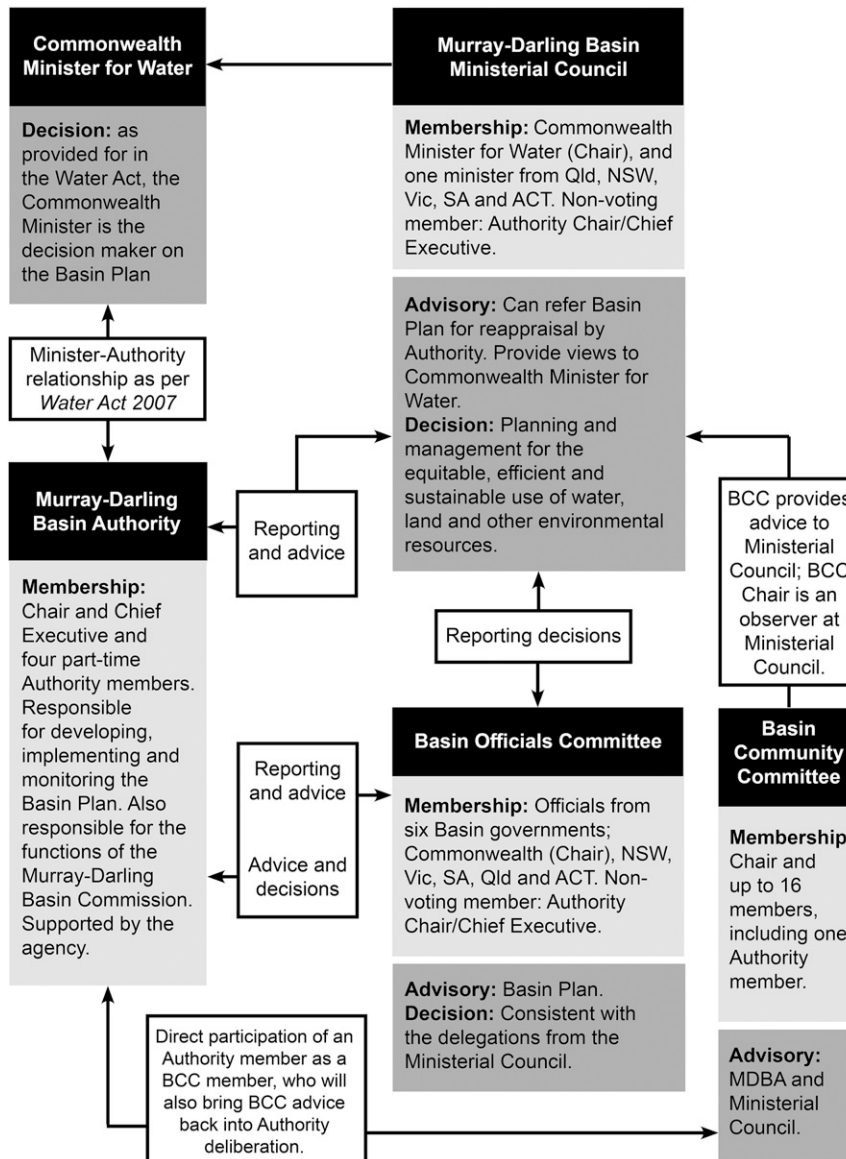 Commonwealth
Minister for Water
Decision: as
provided for in
the Water Act, the
Commonwealth
Minister is the
decision maker on
the Basin Plan
Murray-Darling Basin
Ministerial Council
Membership: Commonwealth
Minister for Water (Chair), and
one minister from Qld, NSW,
Vic, SA and ACT. Non-voting
member: Authority Chair/Chief
Executive.
Advisory: Can refer Basin
Plan for reappraisal by
Authority. Provide views to
Commonwealth Minister for
Water.
Decision: Planning and
management for the
equitable, efficient and
sustainable use of water,
land and other environmental
resources.
Minister-Authority
relationship as per
Water Act 2007
Murray-Darling
Basin Authority
Membership:
Chair and Chief
Executive and
four part-time
Authority members.
Responsible
for developing,
implementing and
monitoring the
Basin Plan. Also
responsible for the
functions of the
Murray-Darling
Basin Commission.
Supported by the
agency.
Reporting
and advice
Reporting decisions
BCC provides
advice to
Ministerial
Council; BCC
Chair is an
observer at
Ministerial
Council.
Reporting
and advice
Advice and
decisions
Basin Officials Committee
Membership: Officials from
six Basin governments;
Commonwealth (Chair), NSW,
Vic, SA, Qld and ACT. Non-
voting member: Authority
Chair/Chief Executive.
Advisory: Basin Plan.
Decision: Consistent with
the delegations from the
Ministerial Council.
Basin
Community
Committee
Membership
Chair and
up to 16
members,
including one
Authority
member.
Advisory:
MDBA and
Ministerial
Council.
Direct participation of an
Authority member as a
BCC member, who will
also bring BCC advice
back into Authority
deliberation.